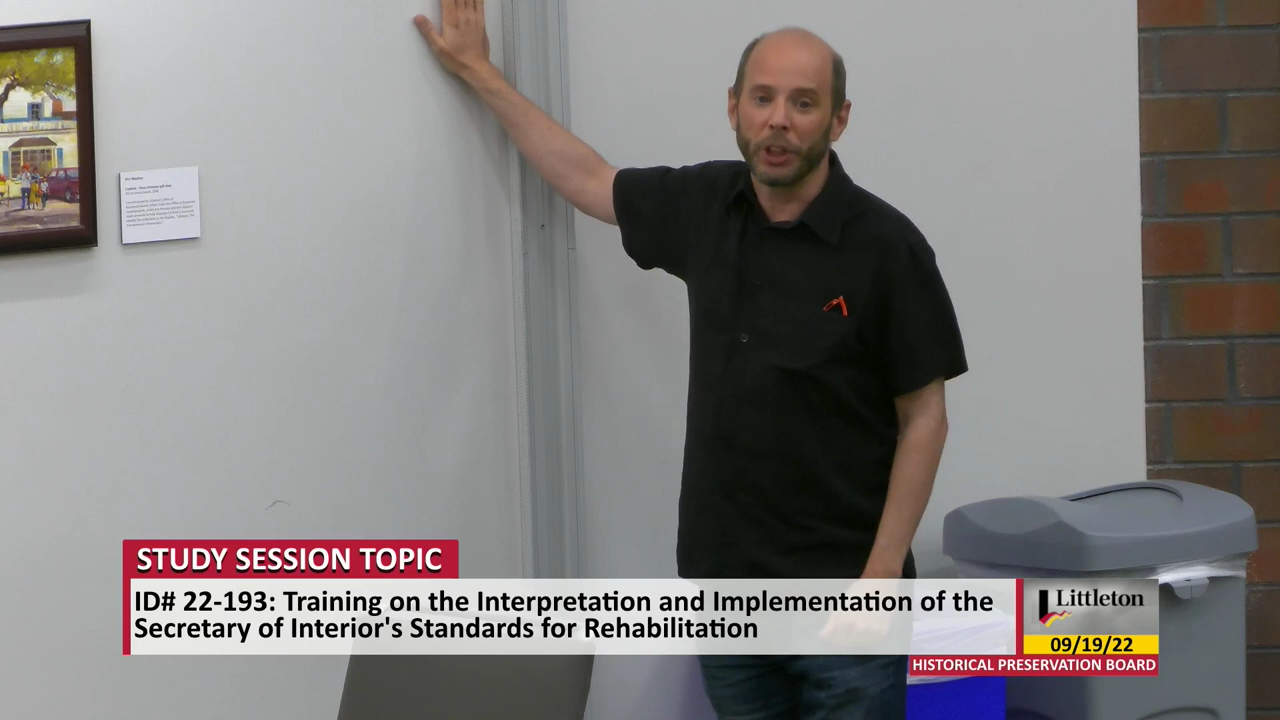 STUDY SESSION TOPIC
ID# 22-193: Training on the Interpretation and Implementation of the
Secretary of Interior's Standards for Rehabilitation
Littleton
09/19/22
HISTORICAL PRESERVATION BOARD